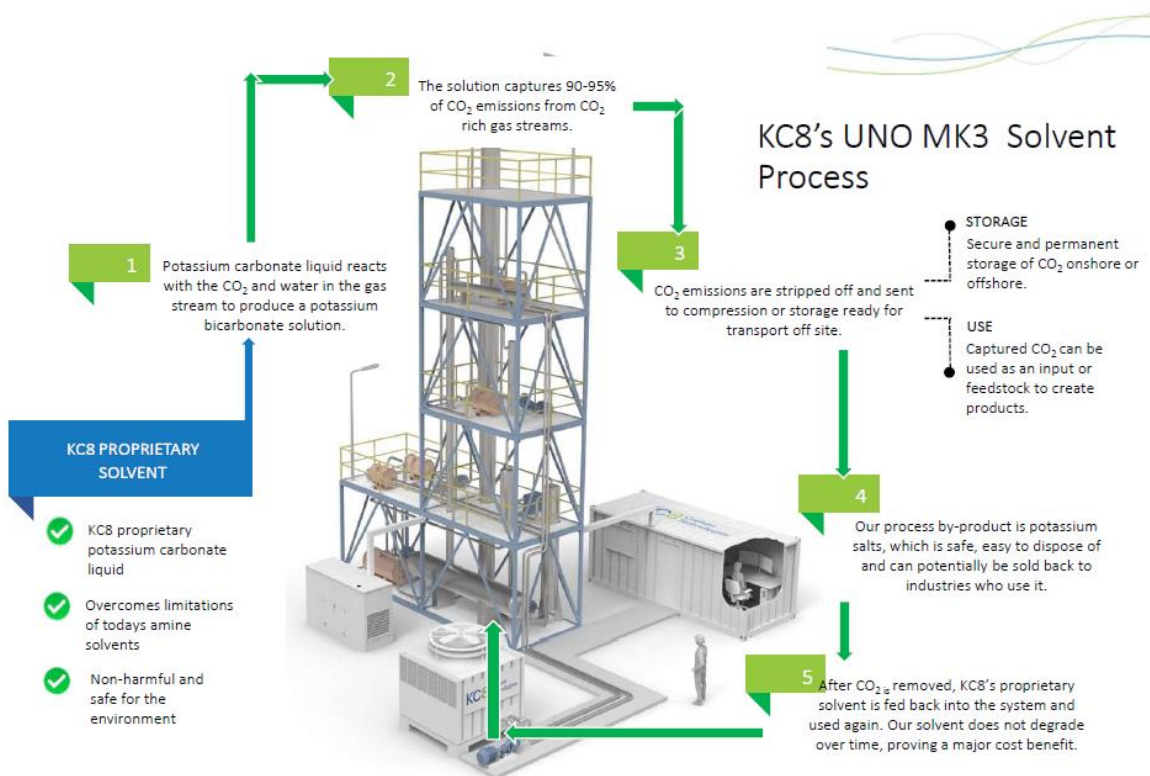 KC8's UNO MK3 Solvent
Process
2
The solution captures 90-95%
of CO₂ emissions from CO₂
rich gas streams.
1
Potassium carbonate liquid reacts
with the CO₂ and water in the gas
stream to produce a potassium
bicarbonate solution.
3
CO₂ emissions are stripped off and sent
to compression or storage ready for
transport off site.
STORAGE
Secure and permanent
storage of CO₂ onshore or
offshore.
USE
Captured CO₂ can be
used as an input or
feedstock to create
products.
KC8 PROPRIETARY
SOLVENT
KC8 proprietary
potassium carbonate
liquid
Overcomes limitations
of todays amine
solvents
Non-harmful and
safe for the
environment
4
Our process by-product is potassium
salts, which is safe, easy to dispose of
and can potentially be sold back to
industries who use it.
5
After CO₂ is removed, KC8's proprietary
solvent is fed back into the system and
used again. Our solvent does not degrade
over time, proving a major cost benefit.
KC8